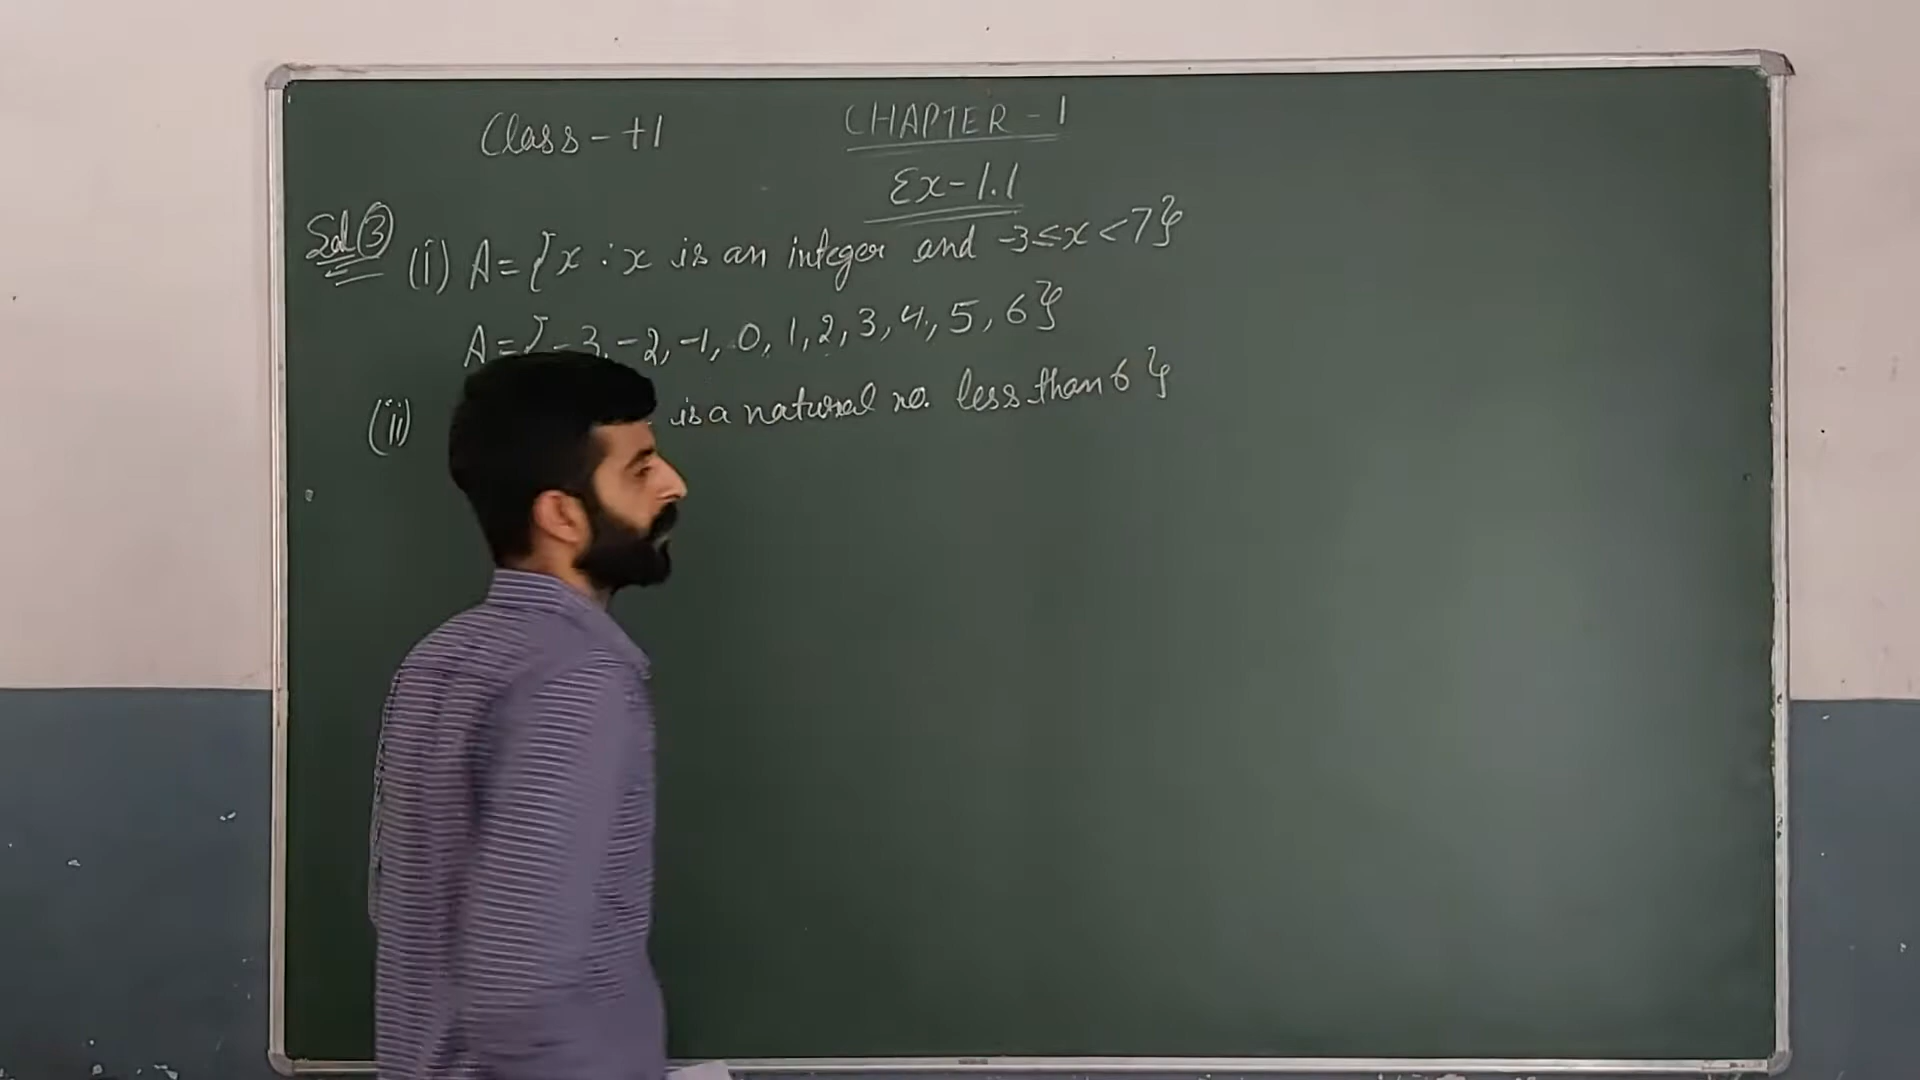 Class - +1
CHAPTER - 1
Ex - 1.1
Sol (3)
(i) A = {x : x is an integer and -3 ≤ x < 7}
A = {-3, -2, -1, 0, 1, 2, 3, 4, 5, 6}
(ii) is a natural no. less than 6 }